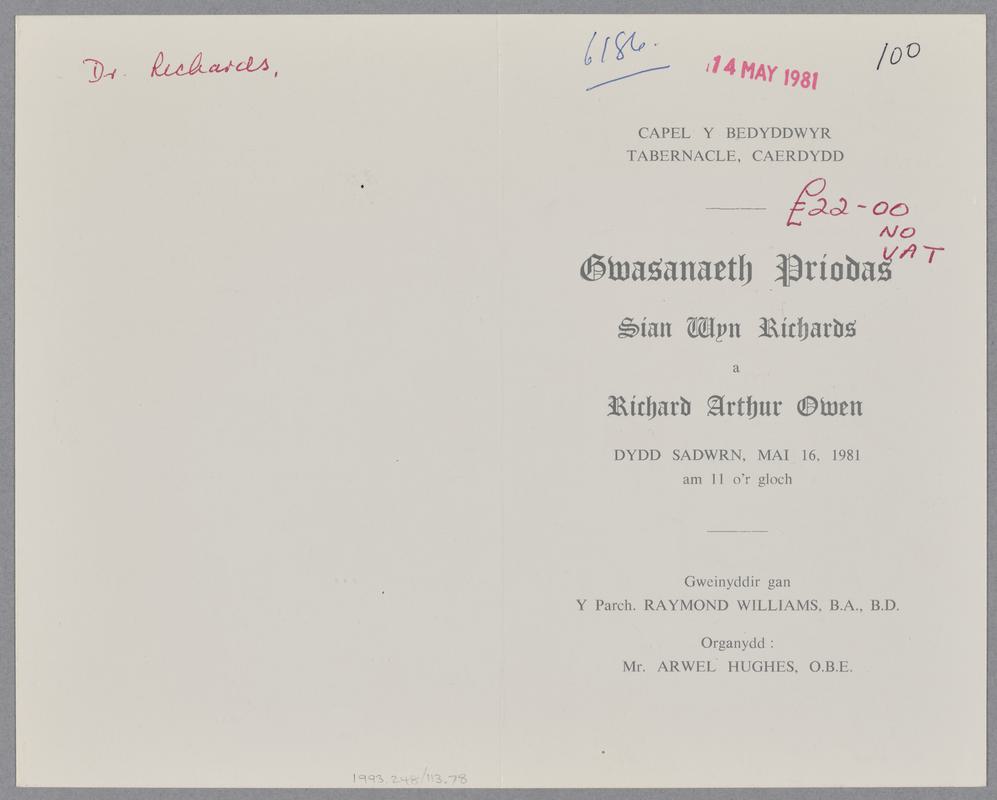 Dr. Richards,
6186.
14 MAY 1981
100
CAPEL Y BEDYDDWYR
TABERNACLE, CAERDYDD
£22-00
NO
VAT
Gwasanaeth Priodas
Sian Wyn Richards
a
Richard Arthur Owen
DYDD SADWRN, MAI 16, 1981
am 11 o'r gloch
Gweinyddir gan
Y Parch. RAYMOND WILLIAMS, B.A., B.D.
Organydd :
Mr. ARWEL HUGHES, O.B.E.
1993.248/113.78